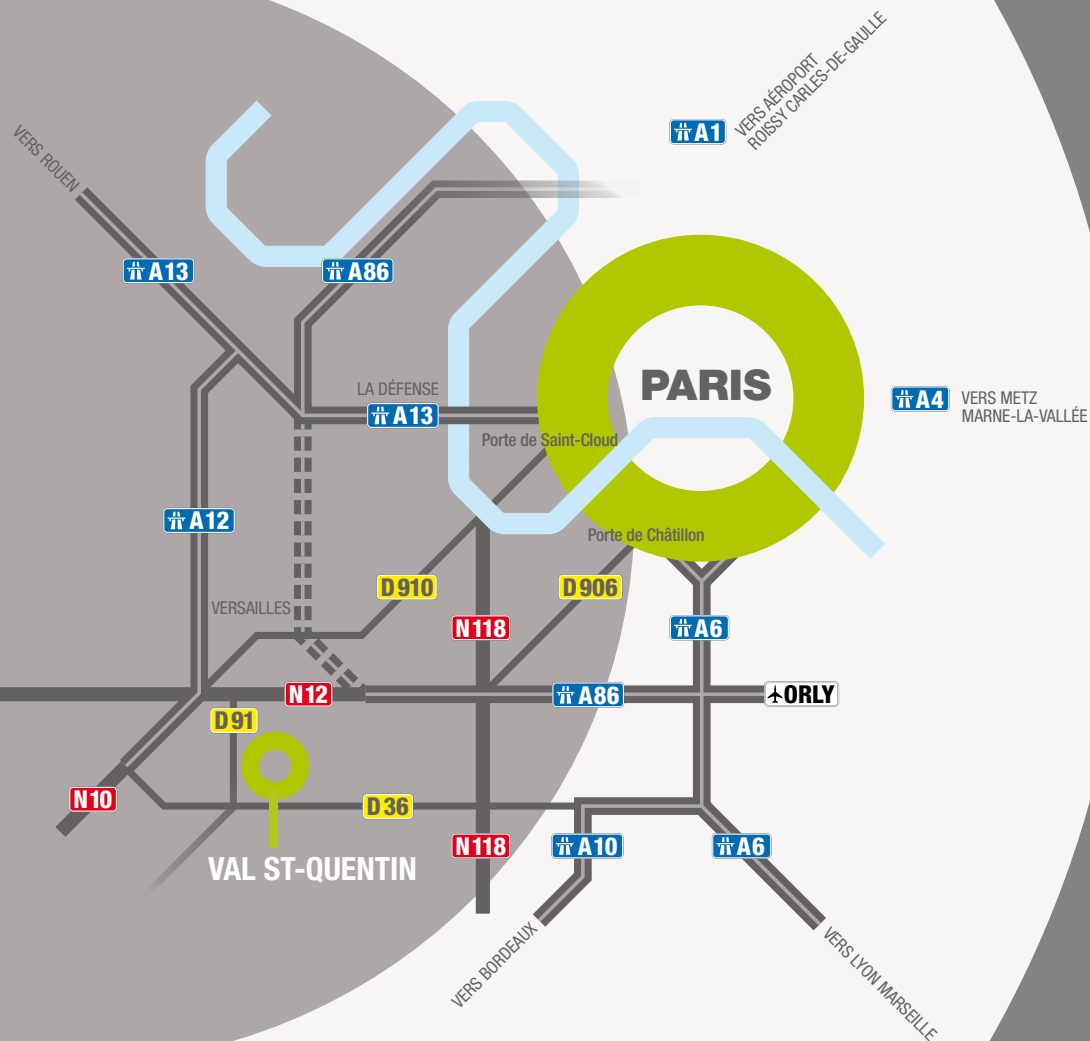 VERS AÉROPORT
ROISSY CARLES-DE-GAULLE
A1
VERS ROUEN
A13
A86
PARIS
LA DÉFENSE
A13
A4
VERS METZ
MARNE-LA-VALLÉE
Porte de Saint-Cloud
A12
Porte de Châtillon
D910
D906
VERSAILLES
N118
A6
N12
A86
ORLY
D91
N10
D36
N118
A10
A6
VAL ST-QUENTIN
VERS BORDEAUX
VERS LYON MARSEILLE